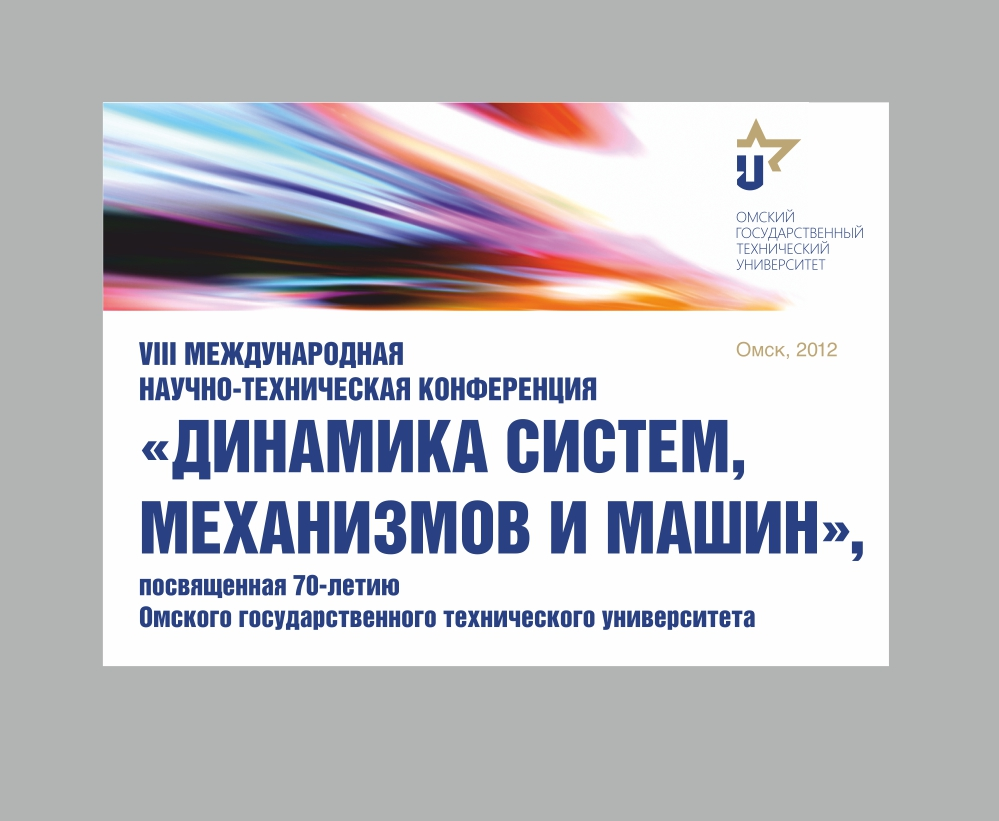 ОМСКИЙ
ГОСУДАРСТВЕННЫЙ
ТЕХНИЧЕСКИЙ
УНИВЕРСИТЕТ
Омск, 2012
VIII МЕЖДУНАРОДНАЯ
НАУЧНО-ТЕХНИЧЕСКАЯ КОНФЕРЕНЦИЯ
«ДИНАМИКА СИСТЕМ,
МЕХАНИЗМОВ И МАШИН»,
посвященная 70-летию
Омского государственного технического университета